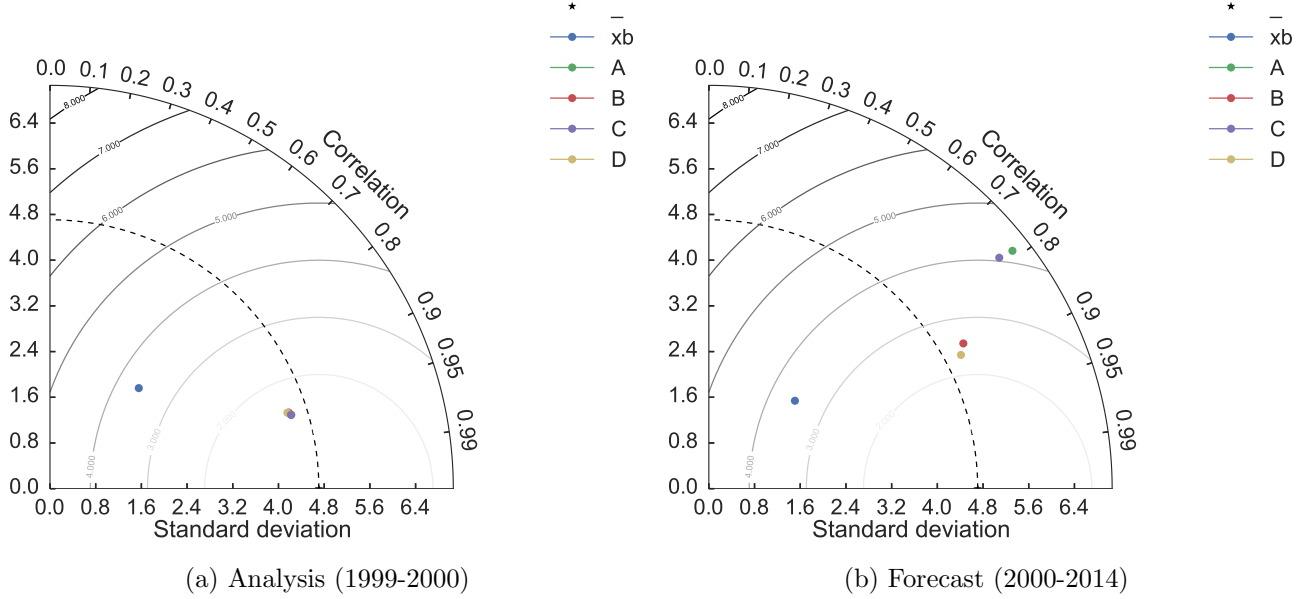 _
xb
A
B
C
D
0.0 0.1 0.2 0.3 0.4 0.5 0.6 0.7 0.8 0.9 0.95 0.99
Correlation
6.4
5.6
4.8
4.0
3.2
2.4
1.6
0.8
0.0
8.000
7.000
6.000
5.000
4.000
3.000
2.000
0.0 0.8 1.6 2.4 3.2 4.0 4.8 5.6 6.4
Standard deviation
(a) Analysis (1999-2000)
_
xb
A
B
C
D
0.0 0.1 0.2 0.3 0.4 0.5 0.6 0.7 0.8 0.9 0.95 0.99
Correlation
6.4
5.6
4.8
4.0
3.2
2.4
1.6
0.8
0.0
8.000
7.000
6.000
5.000
4.000
3.000
2.000
0.0 0.8 1.6 2.4 3.2 4.0 4.8 5.6 6.4
Standard deviation
(b) Forecast (2000-2014)